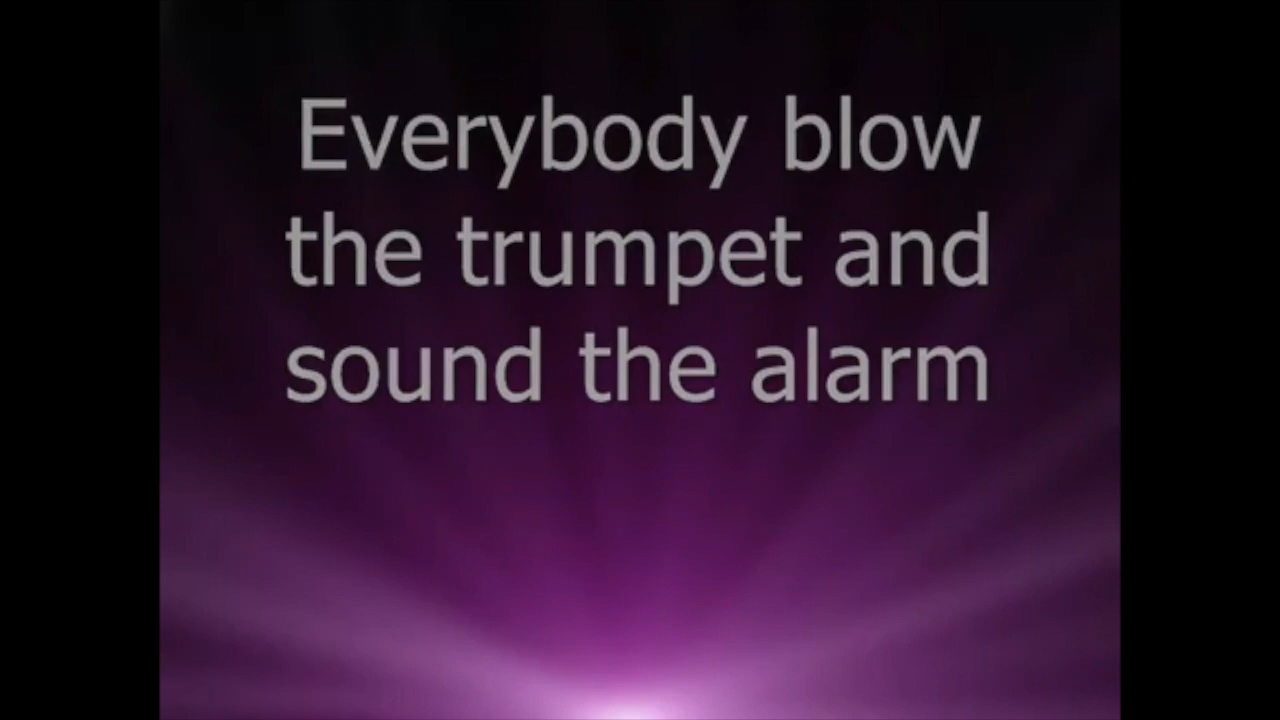 Everybody blow
the trumpet and
sound the alarm